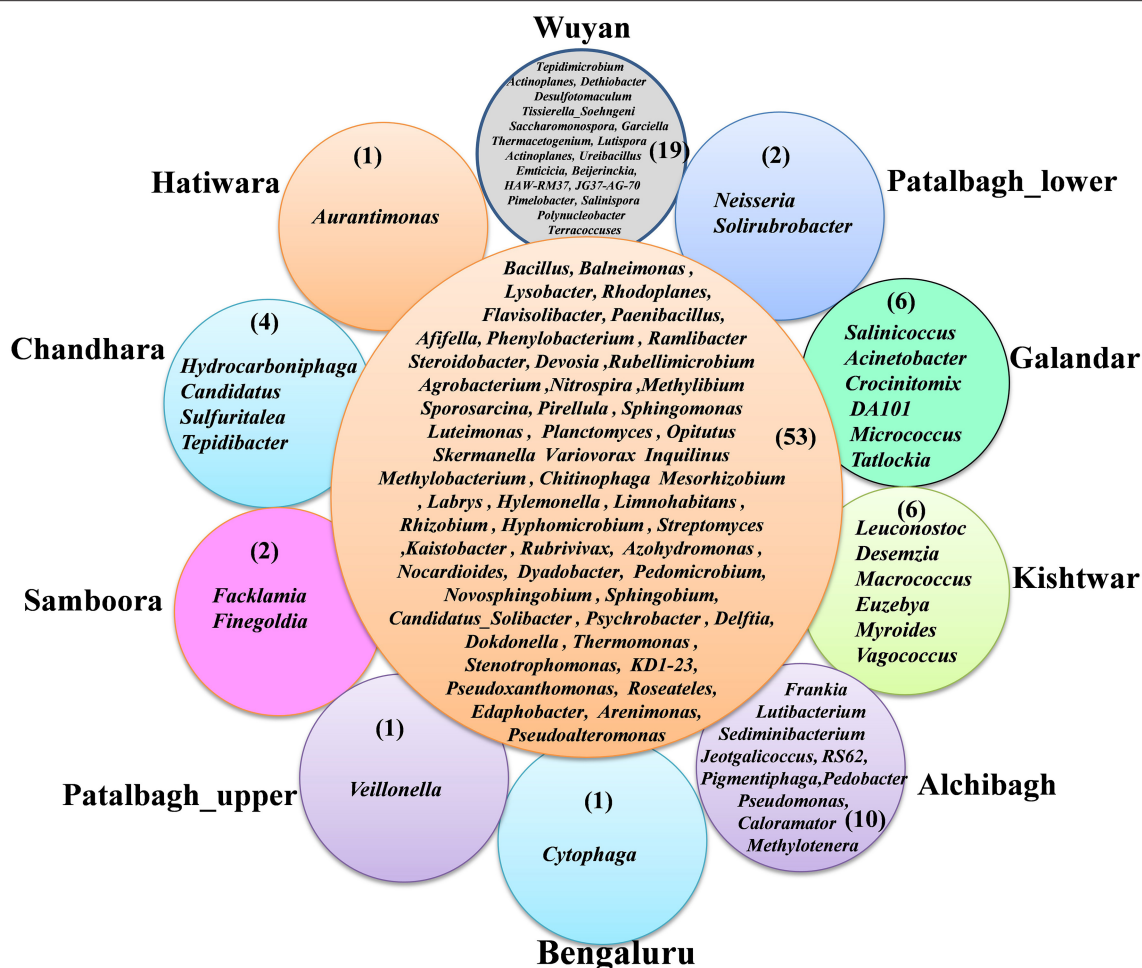 Wuyan
Tepidimicrobium
Actinoplanes, Dethiobacter
Desulfotomaculum
Tissierella_Soehngeni
Saccharomonospora, Garciella
Thermacetogenium, Lutispora
Actinoplanes, Ureibacillus
Emticicia, Beijerinckia,
HAW-RM37, JG37-AG-70
Pimelobacter, Salinispora
Polynucleobacter
Terracoccuses
(19)
Patalbagh_lower
(2)
Neisseria
Solirubrobacter
Galandar
(6)
Salinicoccus
Acinetobacter
Crocinitomix
DA101
Micrococcus
Tatlockia
Kishtwar
(6)
Leuconostoc
Desemzia
Macrococcus
Euzebya
Myroides
Vagococcus
Alchibagh
Frankia
Lutibacterium
Sediminibacterium
Jeotgalicoccus, RS62,
Pigmentiphaga,Pedobacter
Pseudomonas,
Caloramator (10)
Methylotenera
Bengaluru
(1)
Cytophaga
Patalbagh_upper
(1)
Veillonella
Samboora
(2)
Facklamia
Finegoldia
Chandhara
(4)
Hydrocarboniphaga
Candidatus
Sulfuritalea
Tepidibacter
Hatiwara
(1)
Aurantimonas
Bacillus, Balneimonas ,
Lysobacter, Rhodoplanes,
Flavisolibacter, Paenibacillus,
Afifella, Phenylobacterium , Ramlibacter
Steroidobacter, Devosia ,Rubellimicrobium
Agrobacterium ,Nitrospira ,Methylibium
Sporosarcina, Pirellula , Sphingomonas
Luteimonas , Planctomyces , Opitutus
(53)
Skermanella Variovorax Inquilinus
Methylobacterium , Chitinophaga Mesorhizobium
, Labrys , Hylemonella , Limnohabitans ,
Rhizobium , Hyphomicrobium , Streptomyces
,Kaistobacter , Rubrivivax, Azohydromonas ,
Nocardioides, Dyadobacter, Pedomicrobium,
Novosphingobium , Sphingobium,
Candidatus_Solibacter , Psychrobacter , Delftia,
Dokdonella , Thermomonas ,
Stenotrophomonas, KD1-23,
Pseudoxanthomonas, Roseateles,
Edaphobacter, Arenimonas,
Pseudoalteromonas